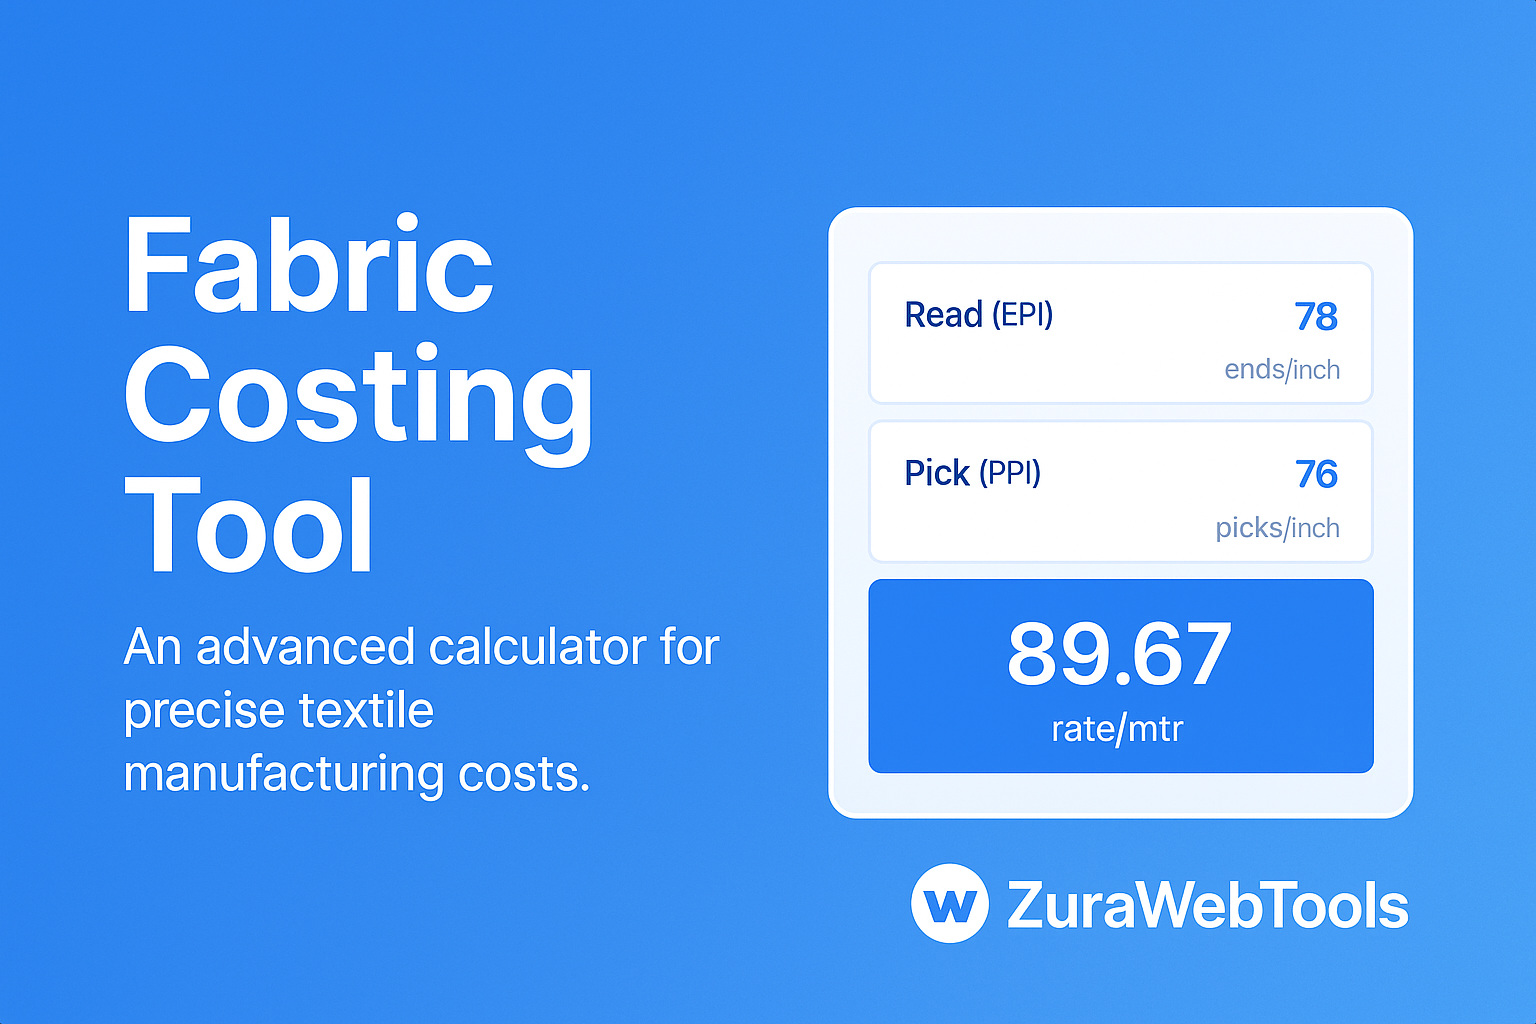 Fabric
Costing
Tool
An advanced calculator for
precise textile
manufacturing costs.
Read (EPI) 78
ends/inch
Pick (PPI) 76
picks/inch
89.67
rate/mtr
W ZuraWebTools